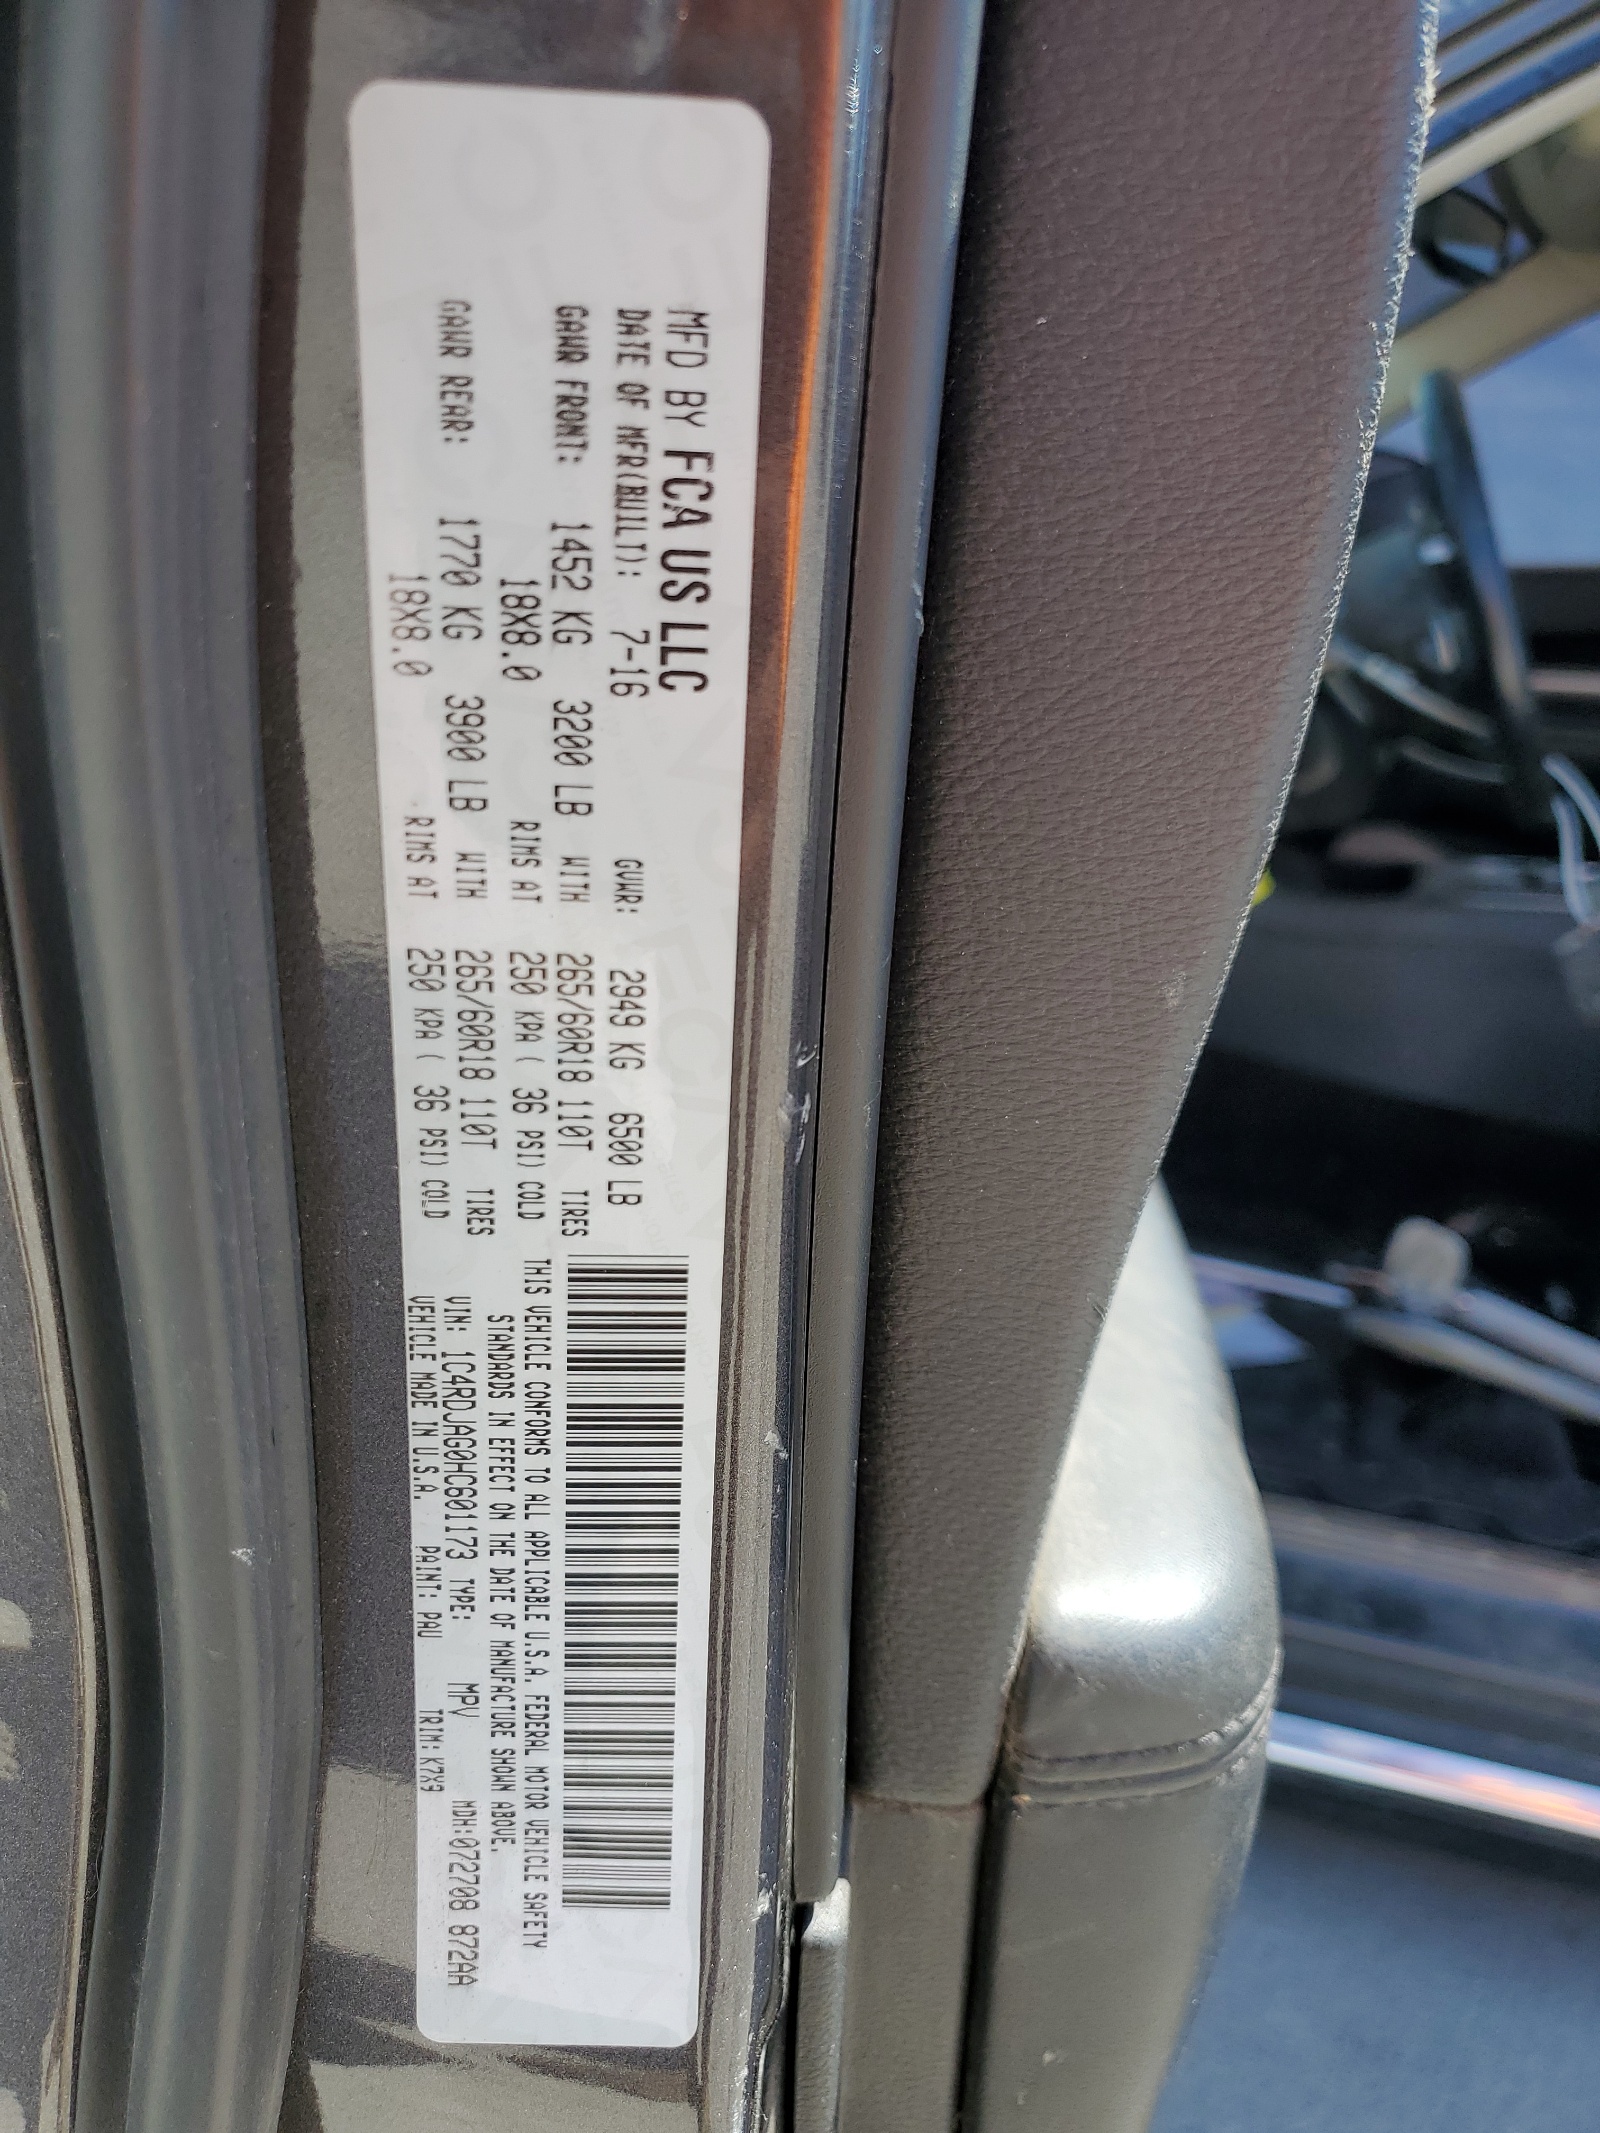 MFD BY FCA US LLC
DATE OF MFR(BUILT): 7-16 GVWR: 2949 KG 6500 LB
GAWR FRONT: 1452 KG 3200 LB WITH 265/60R18 110T TIRES
18X8.0 RIMS AT 250 KPA ( 36 PSI) COLD
GAWR REAR: 1770 KG 3900 LB WITH 265/60R18 110T TIRES
18X8.0 RIMS AT 250 KPA ( 36 PSI) COLD
THIS VEHICLE CONFORMS TO ALL APPLICABLE U.S.A. FEDERAL MOTOR VEHICLE SAFETY
STANDARDS IN EFFECT ON THE DATE OF MANUFACTURE SHOWN ABOVE.
VIN: 1C4RDJAG0HC601173 TYPE: MPV MDH:072708 872AA
VEHICLE MADE IN U.S.A. PAINT: PAU TRIM:K7X9